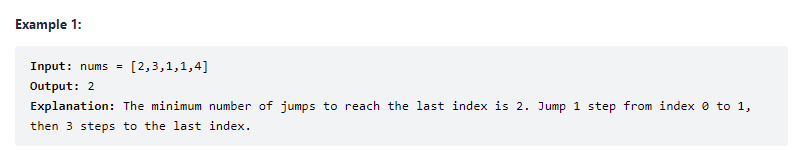 Example 1:
Input: nums = [2,3,1,1,4]
Output: 2
Explanation: The minimum number of jumps to reach the last index is 2. Jump 1 step from index 0 to 1,
then 3 steps to the last index.